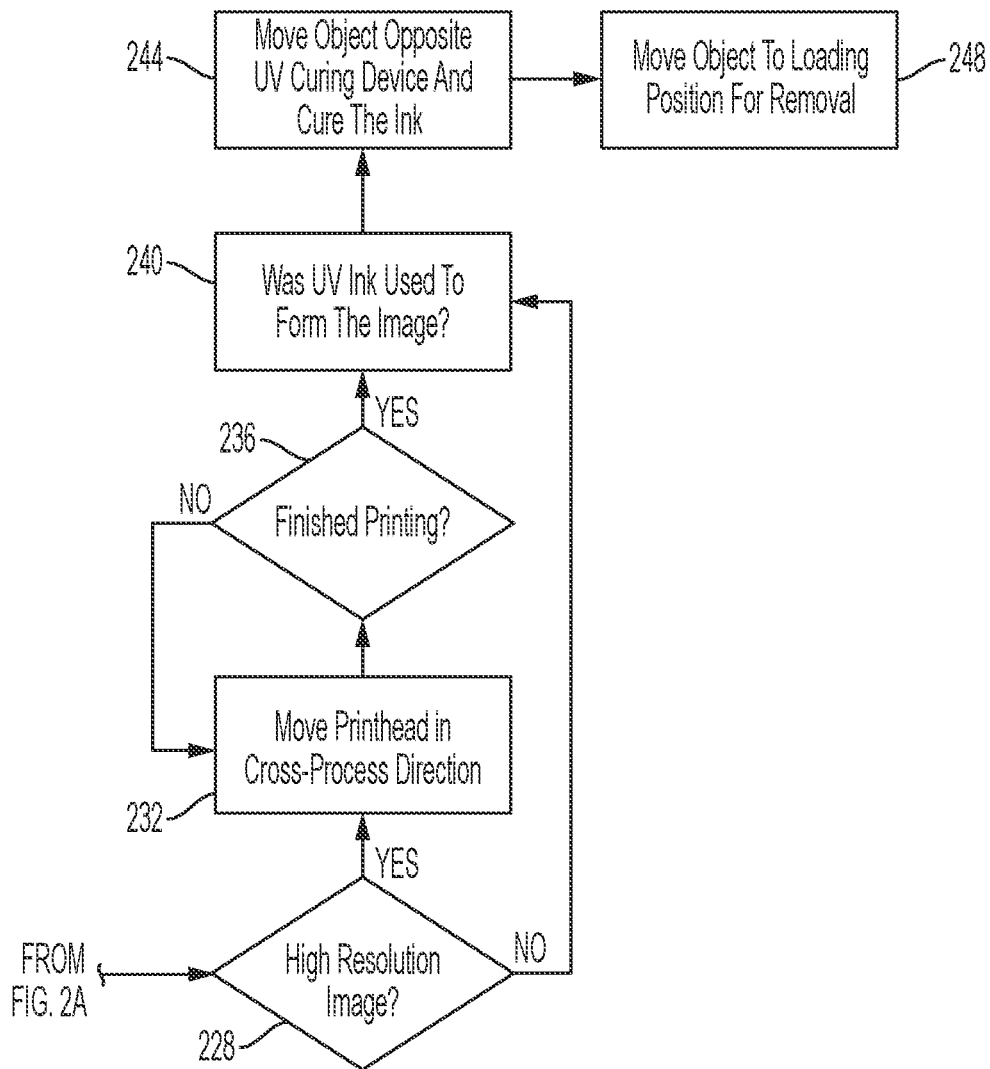 244
Move Object Opposite
UV Curing Device And
Cure The Ink
Move Object To Loading
Position For Removal
248
240
Was UV Ink Used To
Form The Image?
YES
236
NO
Finished Printing?
Move Printhead in
Cross-Process Direction
232
YES
FROM
FIG. 2A
High Resolution
Image?
NO
228